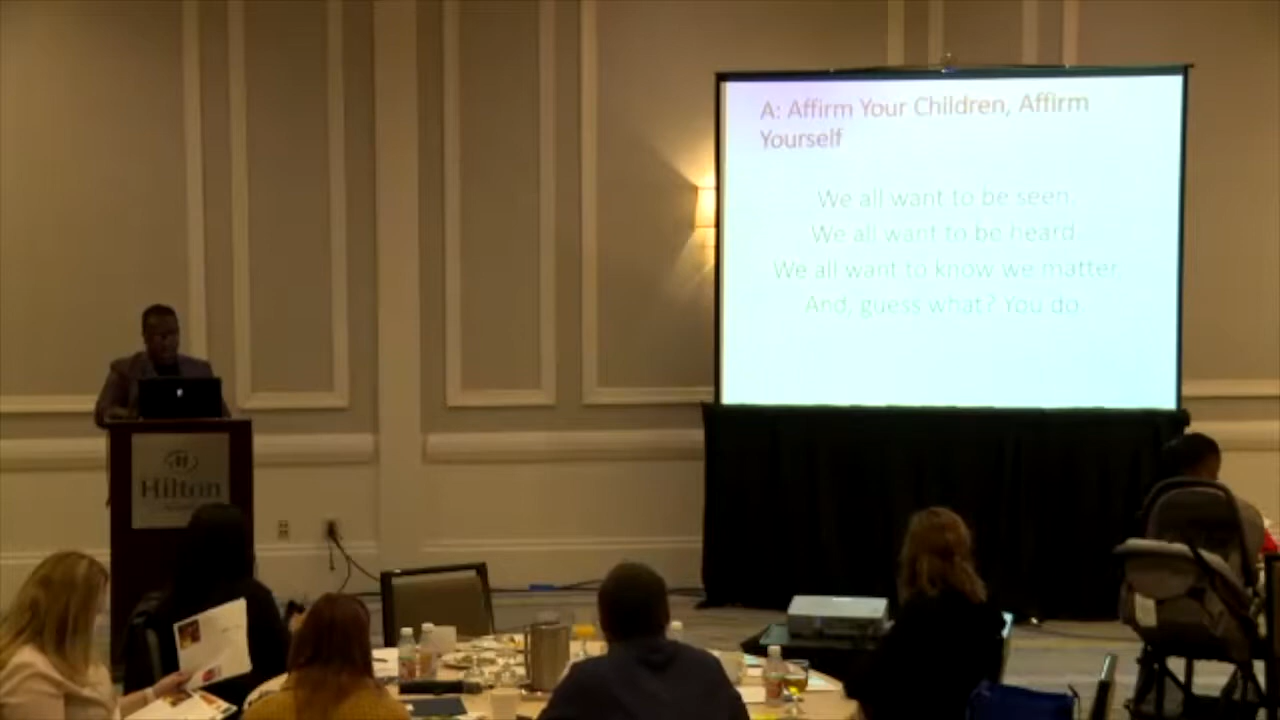 A: Affirm Your Children, Affirm
Yourself
We all want to be seen.
We all want to be heard.
We all want to know we matter
And, guess what? You do.
Hilton